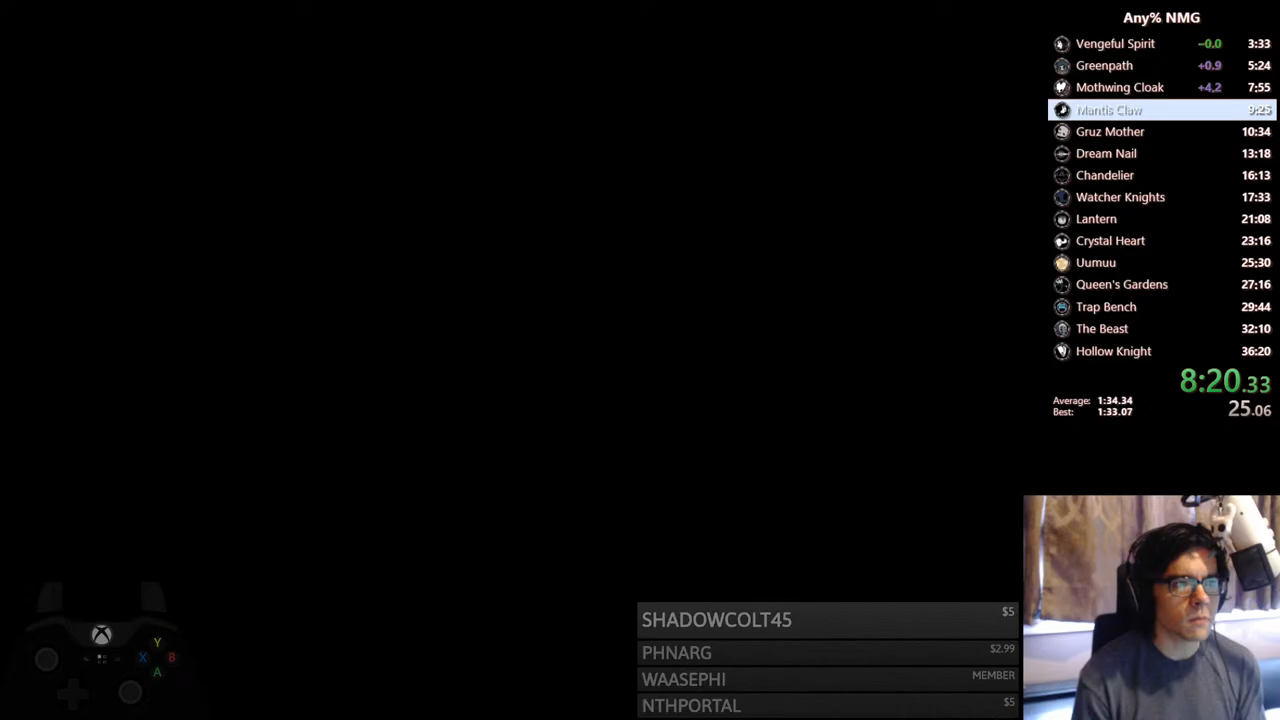 Any% NMG
Vengeful Spirit −0.0 3:33
Greenpath +0.9 5:24
Mothwing Cloak +4.2 7:55
Mantis Claw 9:25
Gruz Mother 10:34
Dream Nail 13:18
Chandelier 16:13
Watcher Knights 17:33
Lantern 21:08
Crystal Heart 23:16
Uumuu 25:30
Queen's Gardens 27:16
Trap Bench 29:44
The Beast 32:10
Hollow Knight 36:20
8:20.33
Average: 1:34.34
25.06
Best: 1:33.07
SHADOWCOLT45 $5
PHNARG $2.99
WAASEPHI MEMBER
NTHPORTAL $5
Y
X B
A